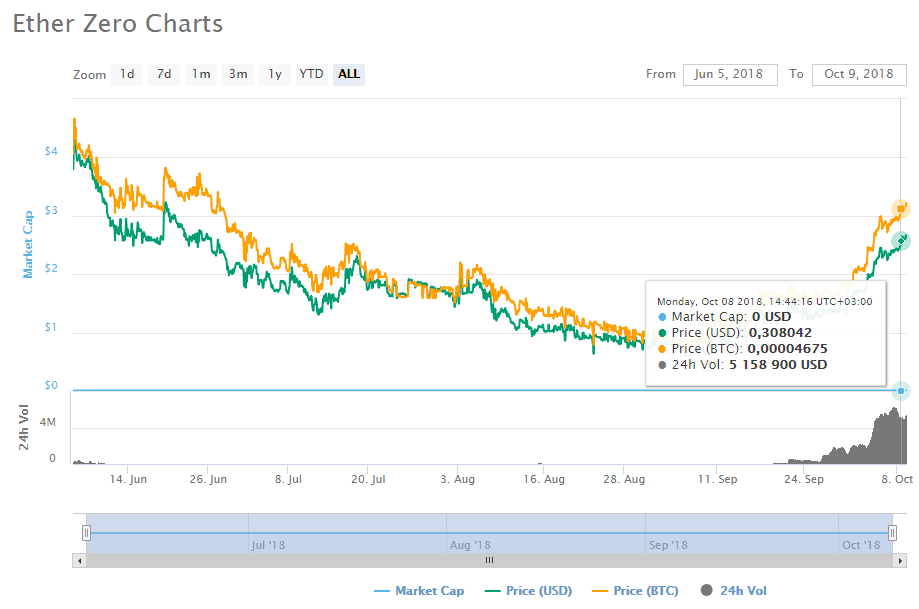 Ether Zero Charts
Zoom 1d 7d 1m 3m 1y YTD ALL From Jun 5, 2018 To Oct 9, 2018
$4
$3
$2
$1
$0
Market Cap
Monday, Oct 08 2018, 14:44:16 UTC+03:00
Market Cap: 0 USD
Price (USD): 0,308042
Price (BTC): 0,00004675
24h Vol: 5 158 900 USD
4M
0
24h Vol
14. Jun 26. Jun 8. Jul 20. Jul 3. Aug 16. Aug 28. Aug 11. Sep 24. Sep 8. Oct
Jul '18 Aug '18 Sep '18 Oct '18
Market Cap Price (USD) Price (BTC) 24h Vol